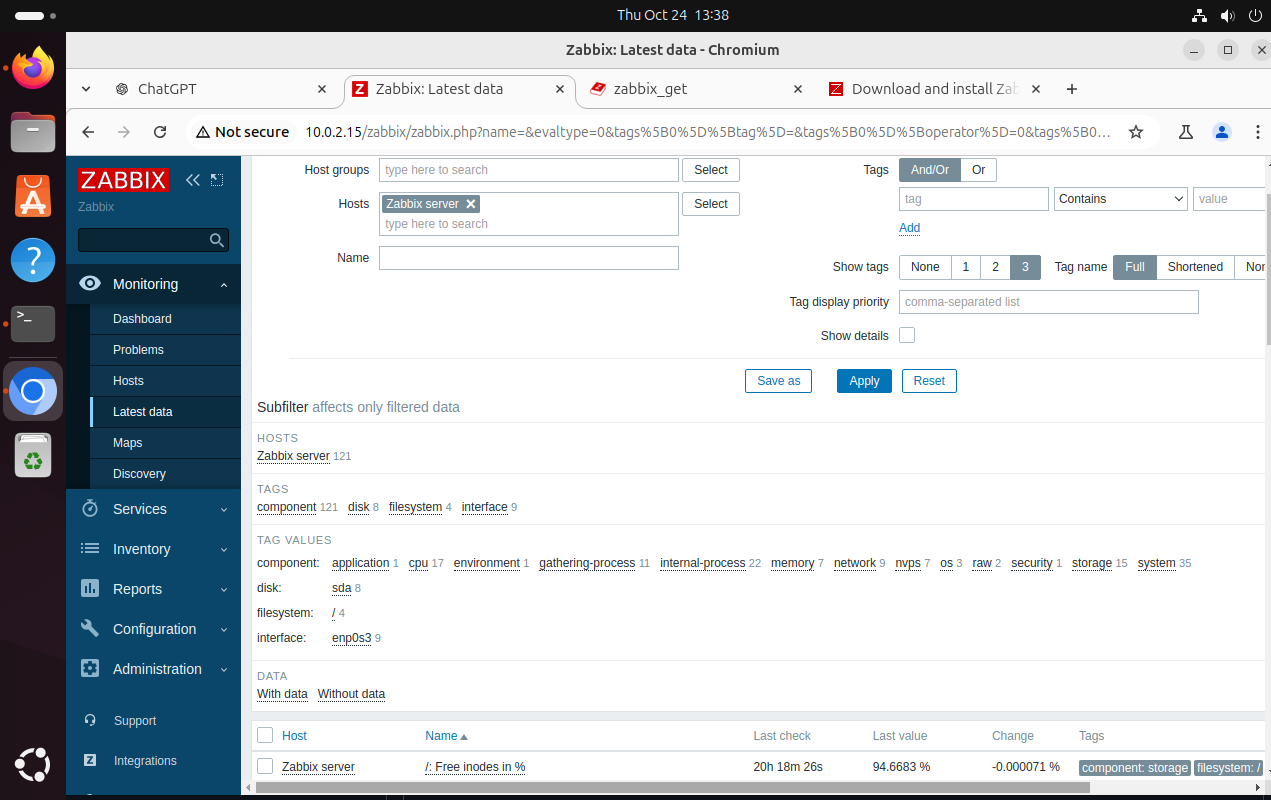 Thu Oct 24 13:38
Zabbix: Latest data - Chromium
ChatGPT
Zabbix: Latest data
zabbix_get
Download and install Zab
Not secure 10.0.2.15/zabbix/zabbix.php?name=&evaltype=0&tags%5B0%5D%5Btag%5D=&tags%5B0%5D%5Boperator%5D=0&tags%5B0...
ZABBIX
Zabbix
Monitoring
Dashboard
Problems
Hosts
Latest data
Maps
Discovery
Services
Inventory
Reports
Configuration
Administration
Support
Integrations
Host groups type here to search Select
Hosts Zabbix server Select
type here to search
Name
Tags And/Or Or
tag Contains value
Add
Show tags None 1 2 3 Tag name Full Shortened Non
Tag display priority comma-separated list
Show details
Save as Apply Reset
Subfilter affects only filtered data
HOSTS
Zabbix server 121
TAGS
component 121 disk 8 filesystem 4 interface 9
TAG VALUES
component: application 1 cpu 17 environment 1 gathering-process 11 internal-process 22 memory 7 network 9 nvps 7 os 3 raw 2 security 1 storage 15 system 35
disk: sda 8
filesystem: / 4
interface: enp0s3 9
DATA
With data Without data
Host Name Last check Last value Change Tags
Zabbix server /: Free inodes in % 20h 18m 26s 94.6683 % -0.000071 % component: storage filesystem: /